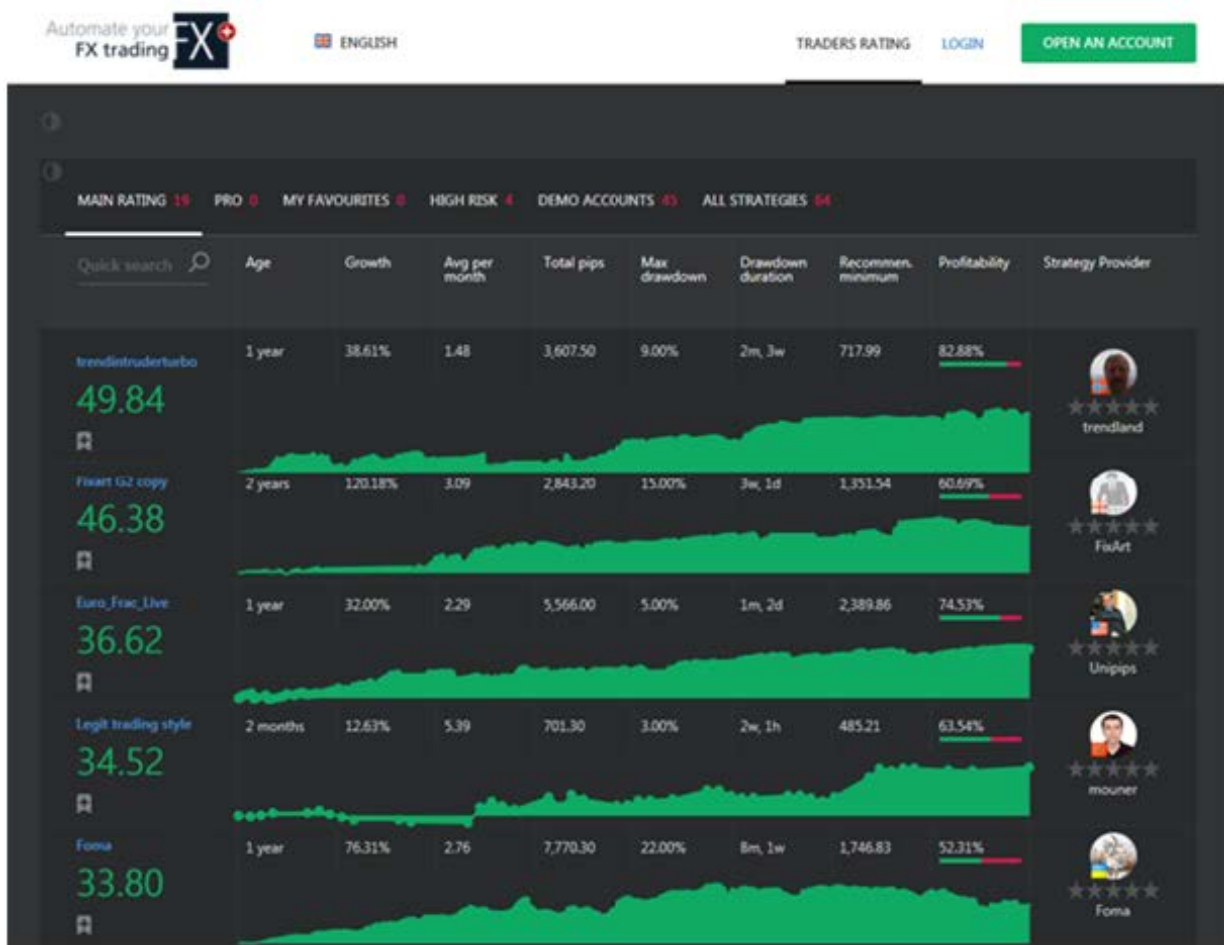 Automate your
FX trading FX
ENGLISH
TRADERS RATING LOGIN OPEN AN ACCOUNT
MAIN RATING 19 PRO 0 MY FAVOURITES 0 HIGH RISK 4 DEMO ACCOUNTS 45 ALL STRATEGIES 64
Quick search Age Growth Avg per month Total pips Max drawdown Drawdown duration Recommen. minimum Profitability Strategy Provider
trendintruderturbo 1 year 38.61% 1.48 3,607.50 9.00% 2m, 3w 717.99 82.88%
49.84
trendland
Fixart G2 copy 2 years 120.18% 3.09 2,843.20 15.00% 3w, 1d 1,351.54 60.69%
46.38
FixArt
Euro_Frac_Live 1 year 32.00% 2.29 5,566.00 5.00% 1m, 2d 2,389.86 74.53%
36.62
Unipips
Legit trading style 2 months 12.63% 5.39 701.30 3.00% 2w, 1h 485.21 63.54%
34.52
mouner
Foma 1 year 76.31% 2.76 7,770.30 22.00% 8m, 1w 1,746.83 52.31%
33.80
Foma